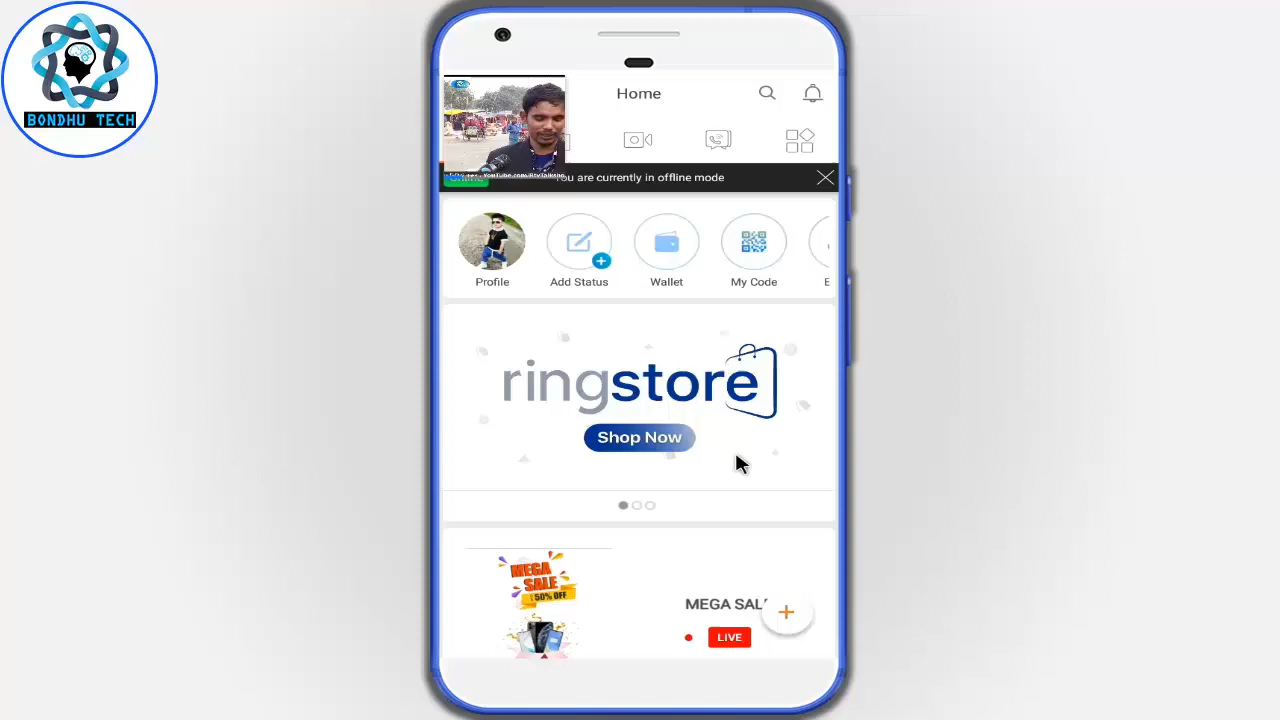 BONDHU TECH
Home
You are currently in offline mode
Profile
Add Status
Wallet
My Code
E
ringstore
Shop Now
MEGA
SALE
50% OFF
MEGA SAL
LIVE